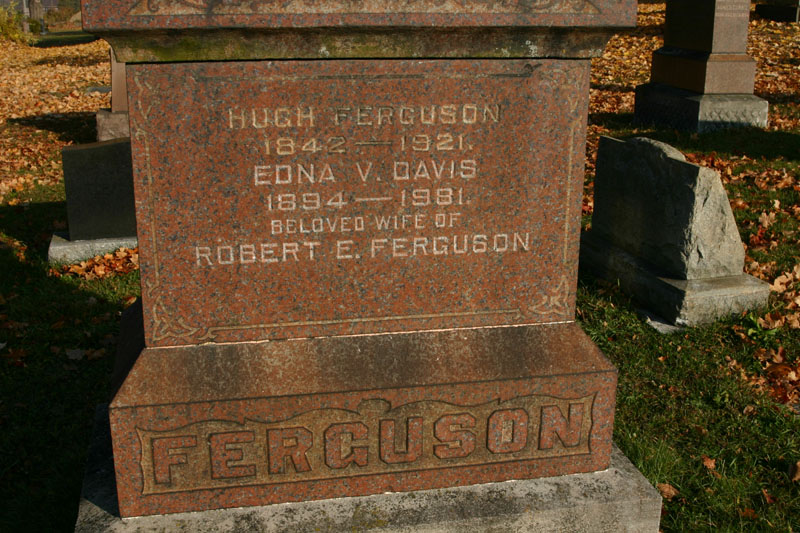 HUGH FERGUSON
1842 — 1921.
EDNA V. DAVIS
1894 — 1981.
BELOVED WIFE OF
ROBERT E. FERGUSON
FERGUSON